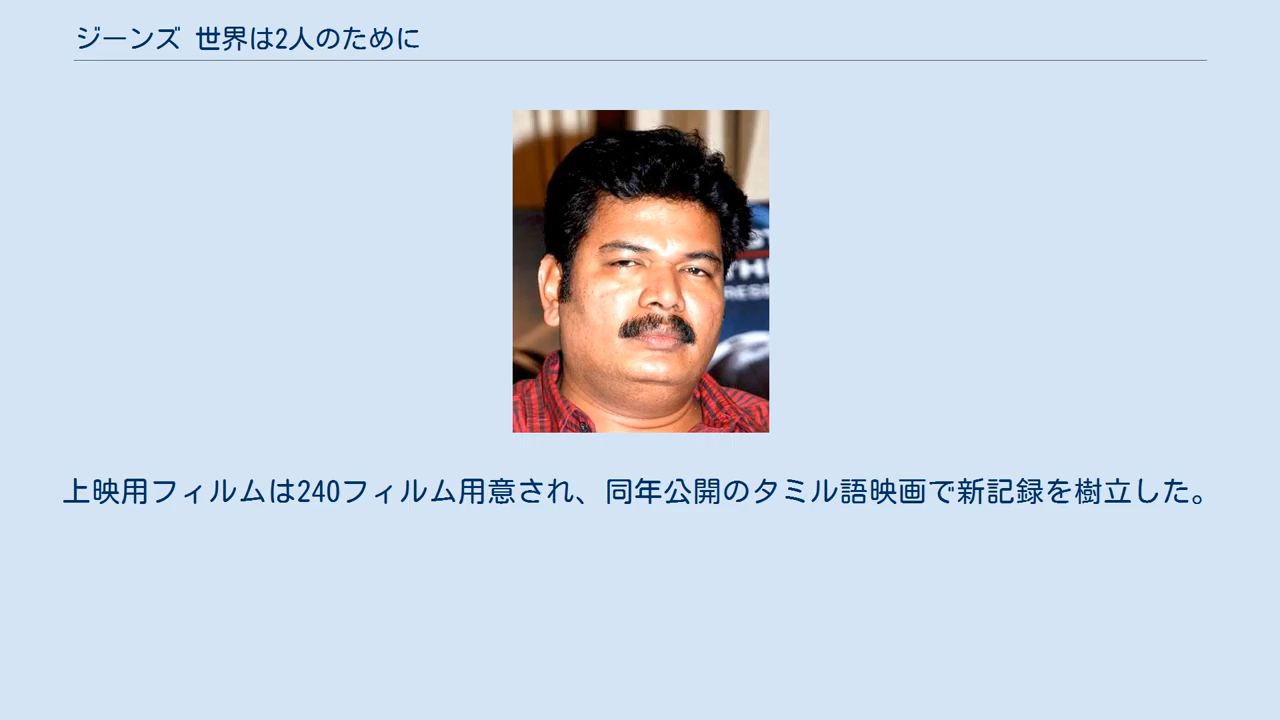 ジーンズ 世界は2人のために
上映用フィルムは240フィルム用意され、同年公開のタミル語映画で新記録を樹立した。